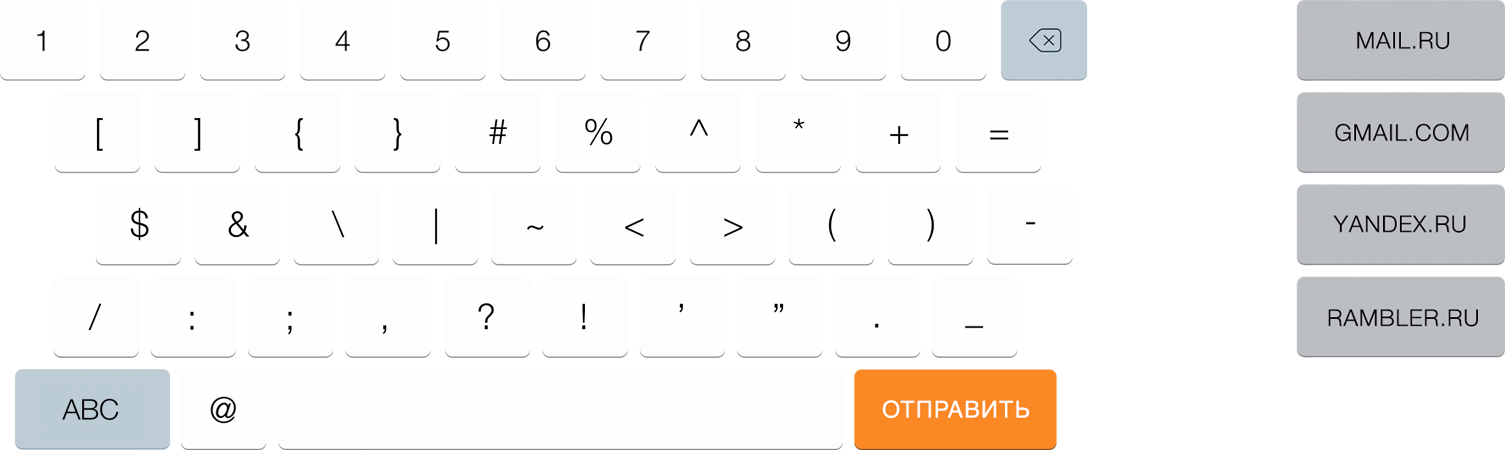 1 2 3 4 5 6 7 8 9 0 MAIL.RU
[ ] { } # % ^ * + = GMAIL.COM
$ & \ | ~ < > ( ) - YANDEX.RU
/ : ; , ? ! ’ ” . _ RAMBLER.RU
ABC @ ОТПРАВИТЬ